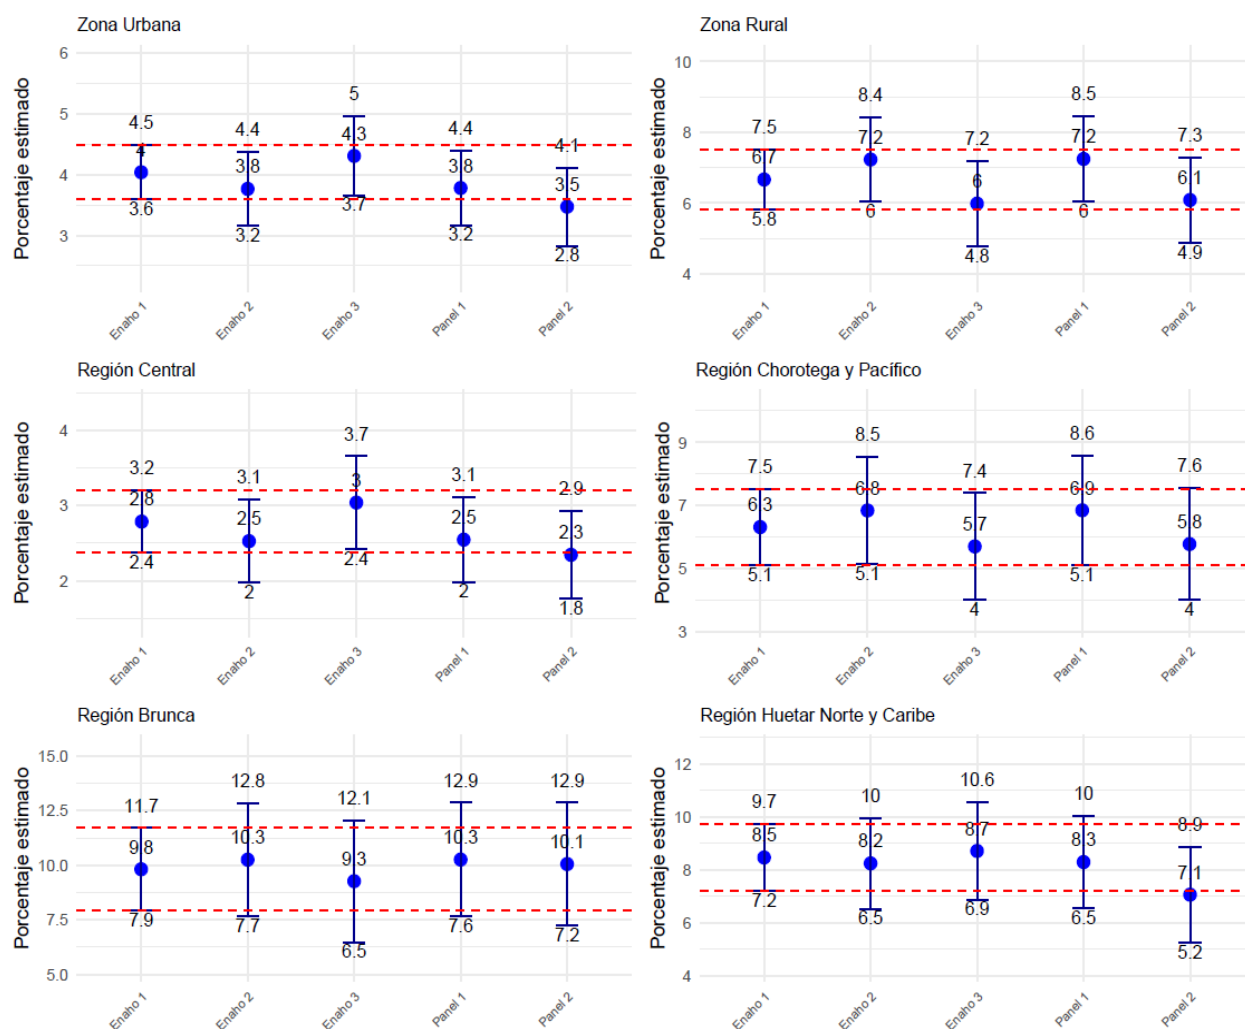 Zona Urbana
Porcentaje estimado
6
5
4
3
4.5
4
3.6
4.4
3.8
3.2
5
4.3
3.7
4.4
3.8
3.2
4.1
3.5
2.8
Enaho 1
Enaho 2
Enaho 3
Panel 1
Panel 2
Zona Rural
Porcentaje estimado
10
8
6
4
7.5
6.7
5.8
8.4
7.2
6
7.2
6
4.8
8.5
7.2
6
7.3
6.1
4.9
Enaho 1
Enaho 2
Enaho 3
Panel 1
Panel 2
Región Central
Porcentaje estimado
4
3
2
3.2
2.8
2.4
3.1
2.5
2
3.7
3
2.4
3.1
2.5
2
2.9
2.3
1.8
Enaho 1
Enaho 2
Enaho 3
Panel 1
Panel 2
Región Chorotega y Pacífico
Porcentaje estimado
9
7
5
3
7.5
6.3
5.1
8.5
6.8
5.1
7.4
5.7
4
8.6
6.9
5.1
7.6
5.8
4
Enaho 1
Enaho 2
Enaho 3
Panel 1
Panel 2
Región Brunca
Porcentaje estimado
15.0
12.5
10.0
7.5
5.0
11.7
9.8
7.9
12.8
10.3
7.7
12.1
9.3
6.5
12.9
10.3
7.6
12.9
10.1
7.2
Enaho 1
Enaho 2
Enaho 3
Panel 1
Panel 2
Región Huetar Norte y Caribe
Porcentaje estimado
12
10
8
6
4
9.7
8.5
7.2
10
8.2
6.5
10.6
8.7
6.9
10
8.3
6.5
8.9
7.1
5.2
Enaho 1
Enaho 2
Enaho 3
Panel 1
Panel 2